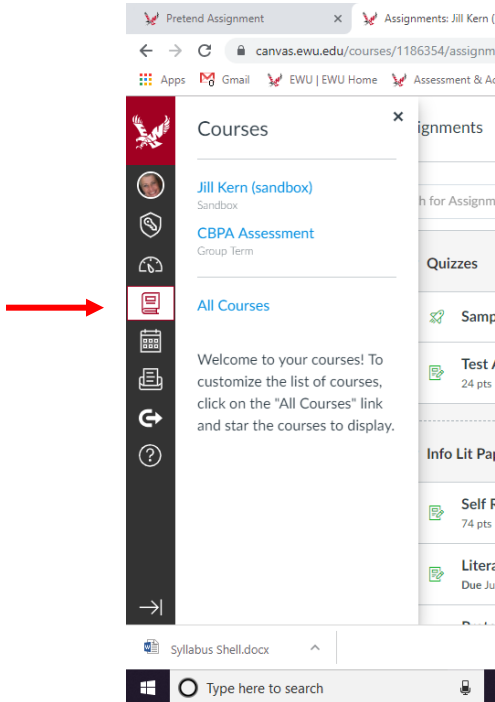 Pretend Assignment
Assignments: Jill Kern (
canvas.ewu.edu/courses/1186354/assignm
Apps Gmail EWU | EWU Home Assessment & Ac
Courses
ignments
Jill Kern (sandbox)
Sandbox
h for Assignm
CBPA Assessment
Group Term
Quizzes
All Courses
Samp
Welcome to your courses! To
customize the list of courses,
click on the "All Courses" link
and star the courses to display.
Test A
24 pts
Info Lit Pap
Self R
74 pts
Litera
Due Ju
Syllabus Shell.docx
Type here to search